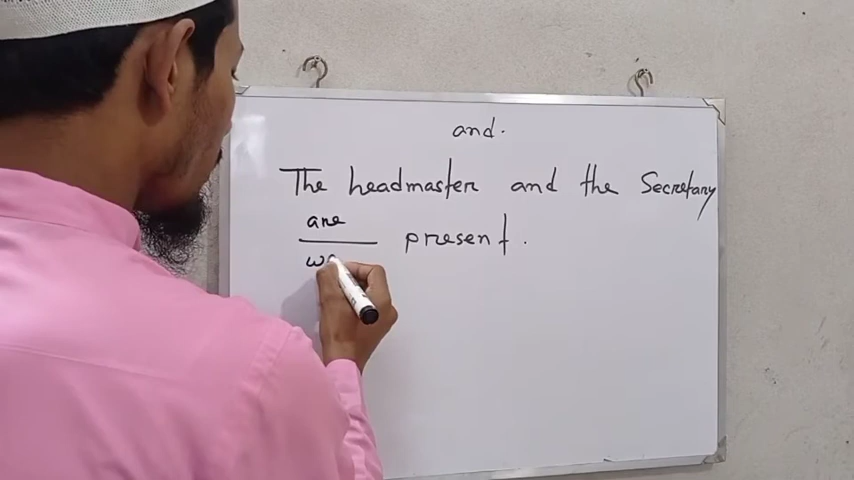 and.
The headmaster and the Secretary
are
present.